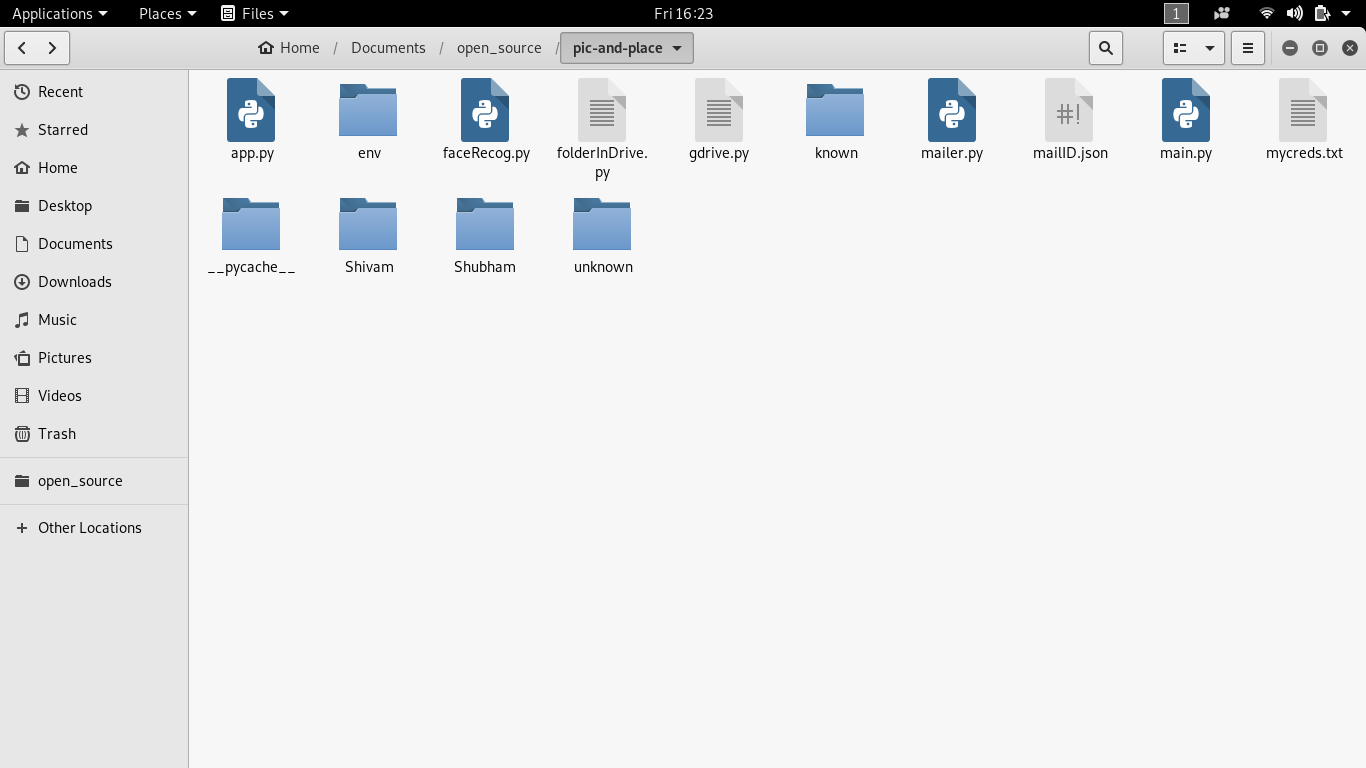 Applications Places Files Fri 16:23 1
Home / Documents / open_source / pic-and-place
Recent
Starred
Home
Desktop
Documents
Downloads
Music
Pictures
Videos
Trash
open_source
Other Locations
app.py env faceRecog.py folderInDrive. gdrive.py known mailer.py mailID.json main.py mycreds.txt
py
__pycache__ Shivam Shubham unknown
#!